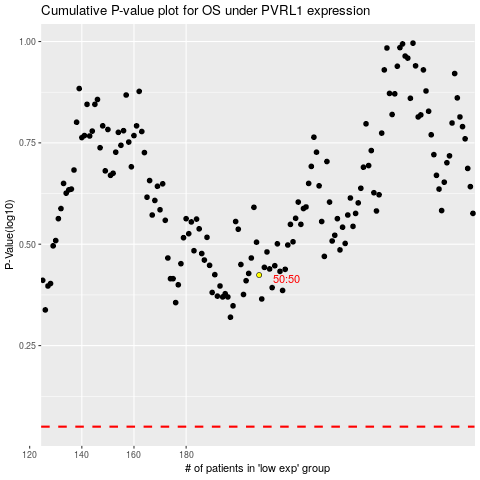 Cumulative P-value plot for OS under PVRL1 expression
P-Value(log10)
1.00
0.75
0.50
0.25
50:50
120 140 160 180
# of patients in 'low exp' group